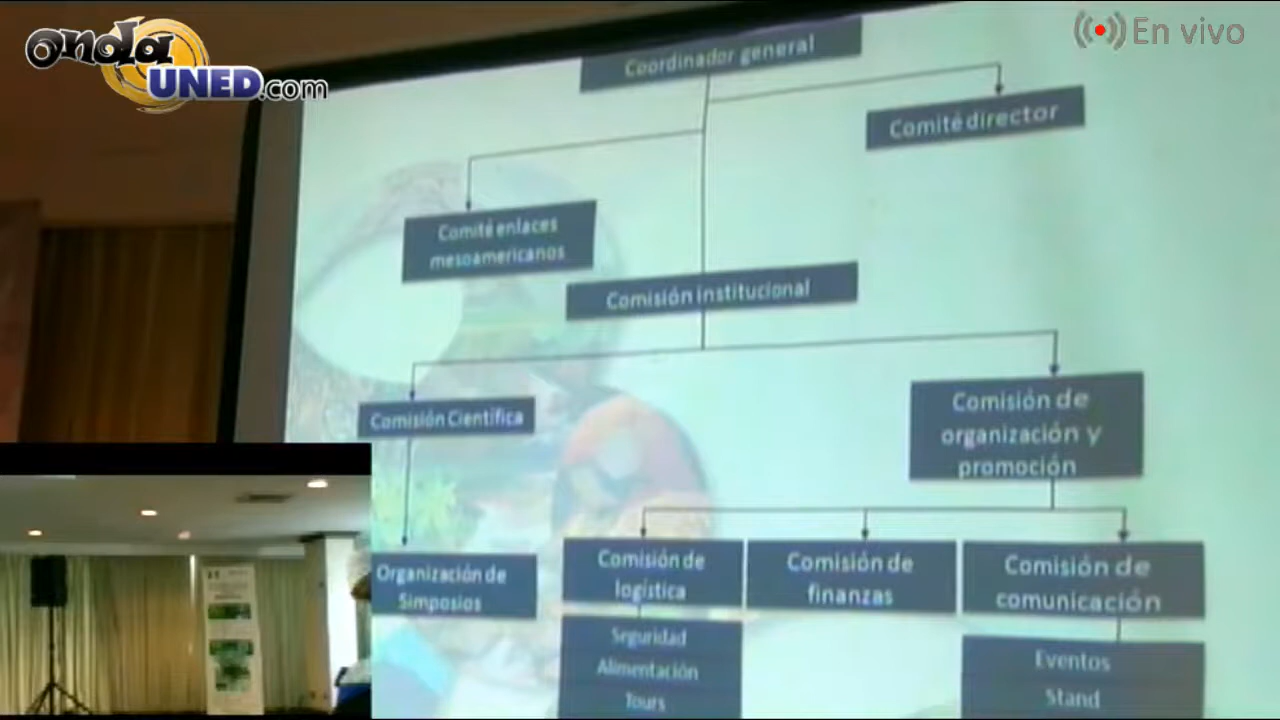 onda
UNED.com
En vivo
Coordinador general
Comité director
Comité enlaces
mesoamericanos
Comisión institucional
Comisión Científica
Comisión de
organización y
promoción
Organización de
Simposios
Comisión de
logística
Comisión de
finanzas
Comisión de
comunicación
Seguridad
Alimentación
Tours
Eventos
Stand